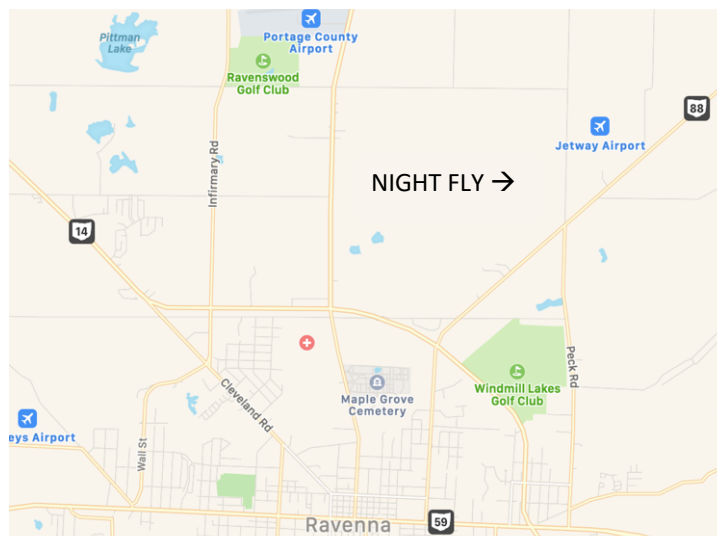 Pittman
Lake
Portage County
Airport
Ravenswood
Golf Club
88
Jetway Airport
Infirmary Rd
NIGHT FLY →
14
Peck Rd
Windmill Lakes
Golf Club
Maple Grove
Cemetery
Cleveland Rd
eys Airport
Wall St
59
Ravenna